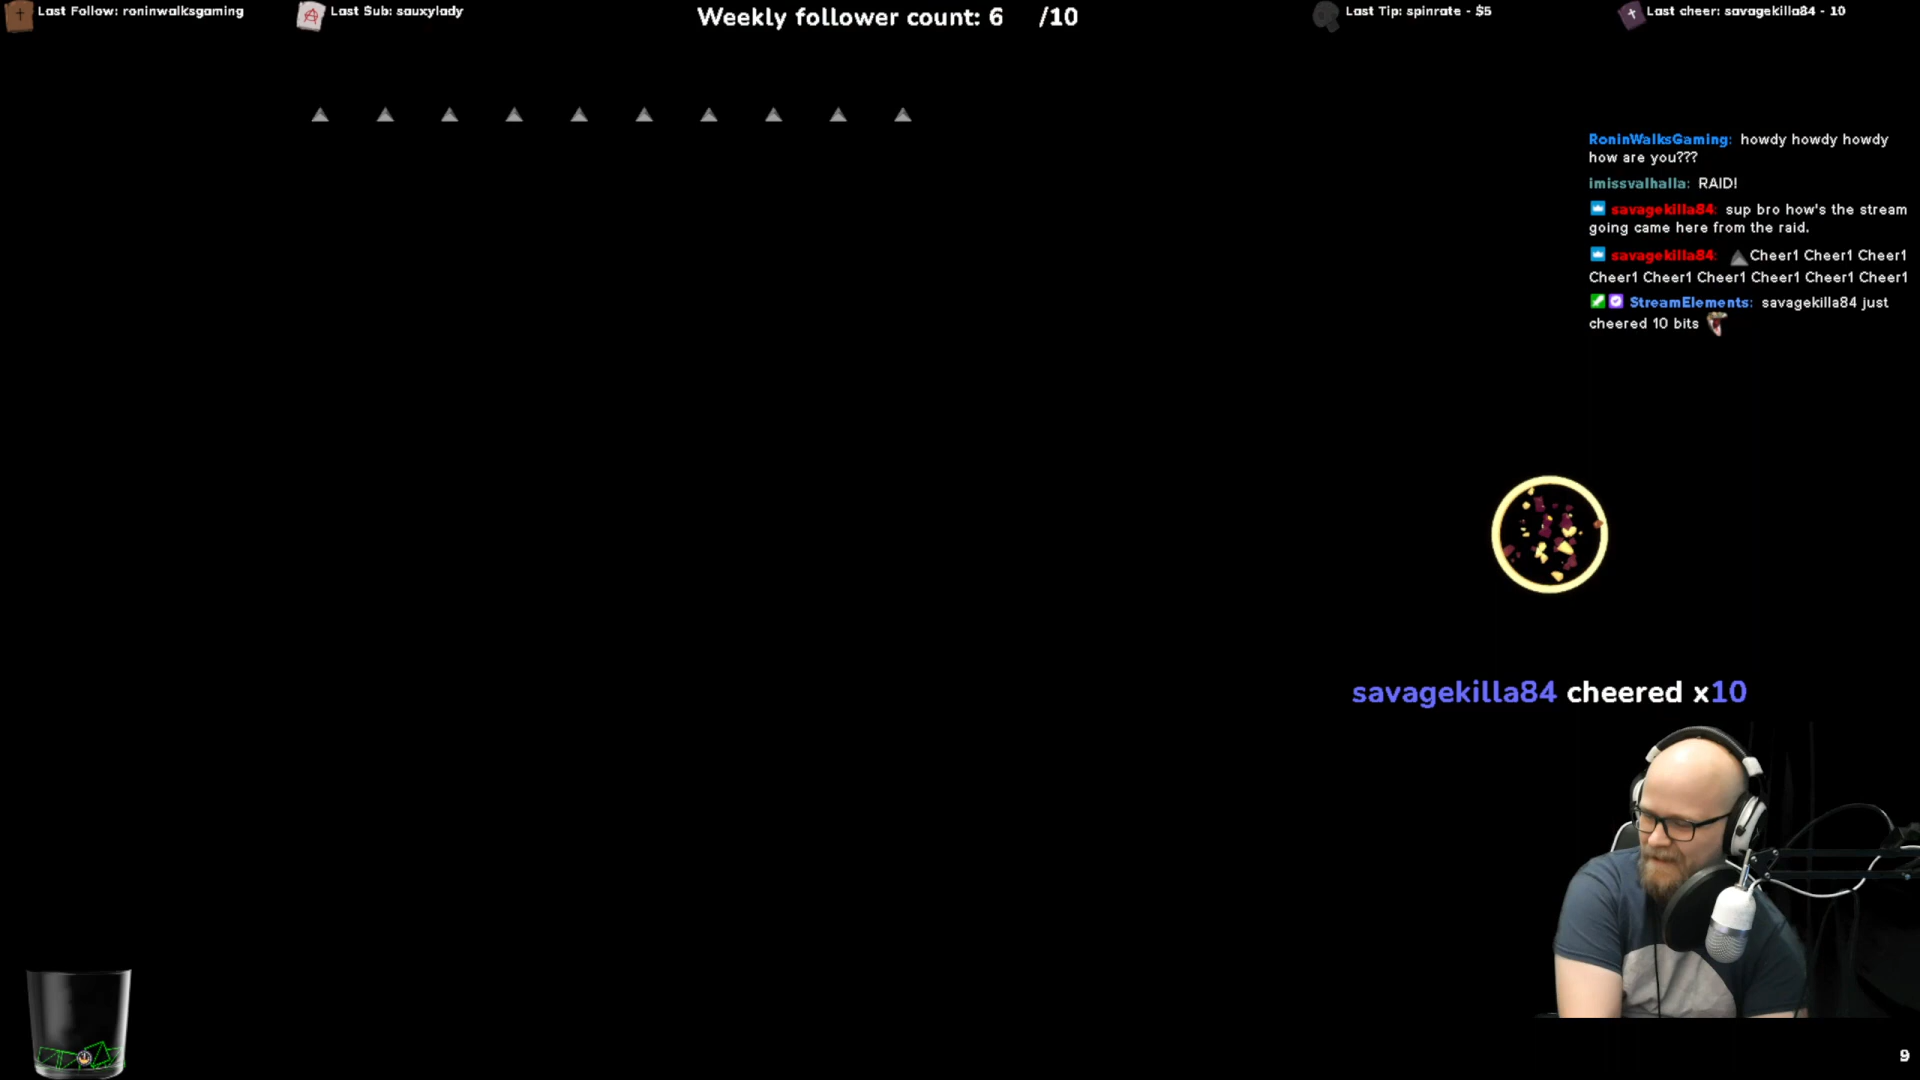 Last Follow: roninwalksgaming
Last Sub: sauxylady
Weekly follower count: 6 /10
Last Tip: spinrate - $5
Last cheer: savagekilla84 - 10
RoninWalksGaming: howdy howdy howdy
how are you???
imissvalhalla: RAID!
savagekilla84: sup bro how's the stream
going came here from the raid.
savagekilla84: Cheer1 Cheer1 Cheer1
Cheer1 Cheer1 Cheer1 Cheer1 Cheer1 Cheer1
StreamElements: savagekilla84 just
cheered 10 bits
savagekilla84 cheered x10
9